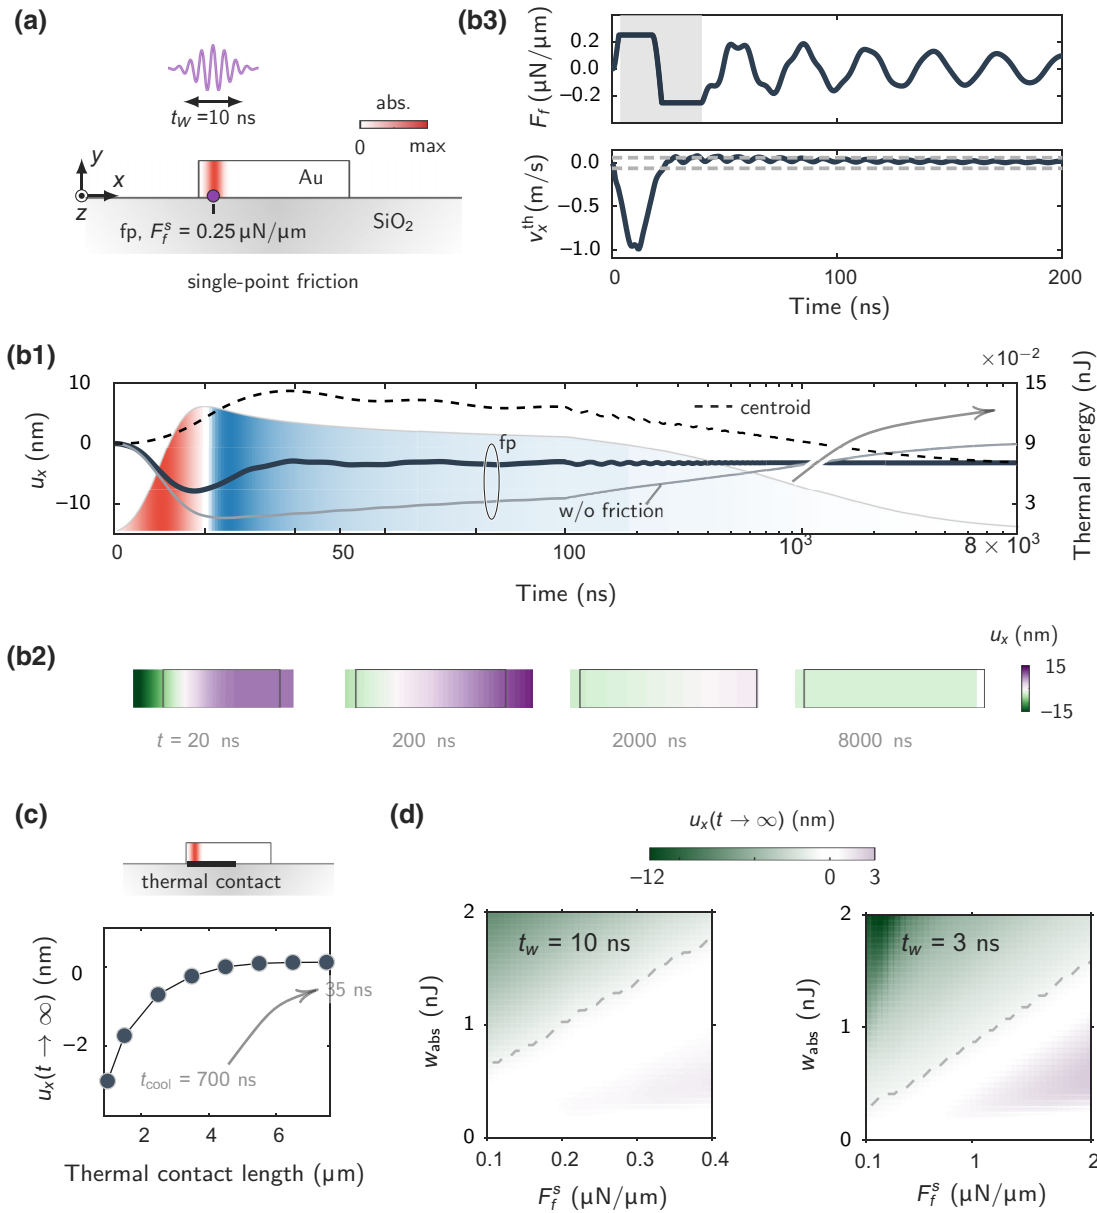 (a)
t_W =10 ns
abs.
0 max
y
x
z
Au
SiO₂
fp, F_f^s = 0.25 μN/μm
single-point friction
(b3)
F_f (μN/μm)
0.2
0.0
−0.2
v_x^th (m/s)
0.0
−0.5
−1.0
0 100 200
Time (ns)
(b1)
×10⁻²
u_x (nm)
10
0
−10
Thermal energy (nJ)
15
9
3
centroid
fp
w/o friction
0 50 100 10³ 8 × 10³
Time (ns)
(b2)
u_x (nm)
15
−15
t = 20 ns 200 ns 2000 ns 8000 ns
(c)
thermal contact
u_x(t → ∞) (nm)
0
−2
35 ns
t_cool = 700 ns
2 4 6
Thermal contact length (μm)
(d)
u_x(t → ∞) (nm)
−12 0 3
w_abs (nJ)
2
1
0
t_w = 10 ns
0.1 0.2 0.3 0.4
F_f^s (μN/μm)
w_abs (nJ)
2
1
0
t_w = 3 ns
0.1 1 2
F_f^s (μN/μm)